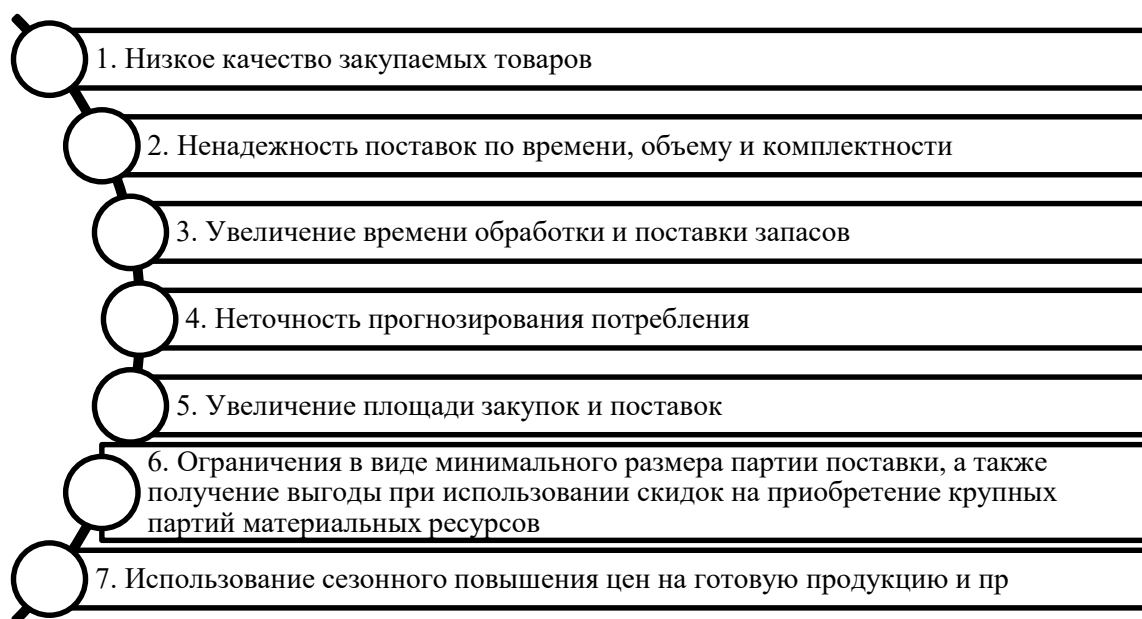 1. Низкое качество закупаемых товаров
2. Ненадежность поставок по времени, объему и комплектности
3. Увеличение времени обработки и поставки запасов
4. Неточность прогнозирования потребления
5. Увеличение площади закупок и поставок
6. Ограничения в виде минимального размера партии поставки, а также
получение выгоды при использовании скидок на приобретение крупных
партий материальных ресурсов
7. Использование сезонного повышения цен на готовую продукцию и пр